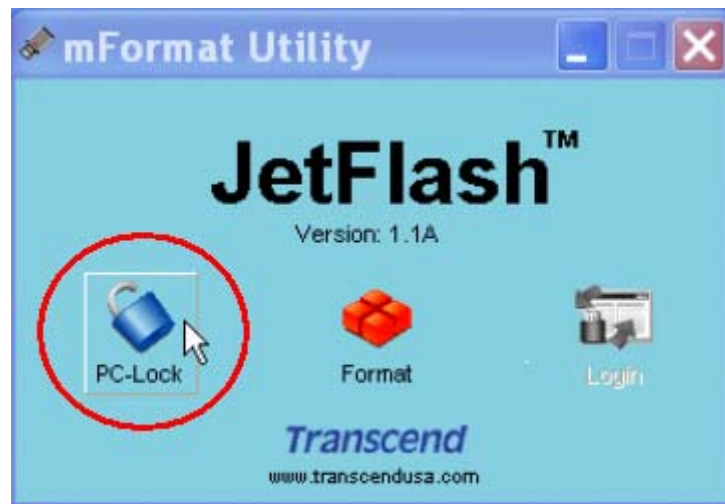 mFormat Utility
JetFlash™
Version: 1.1A
PC-Lock Format Login
Transcend
www.transcendusa.com